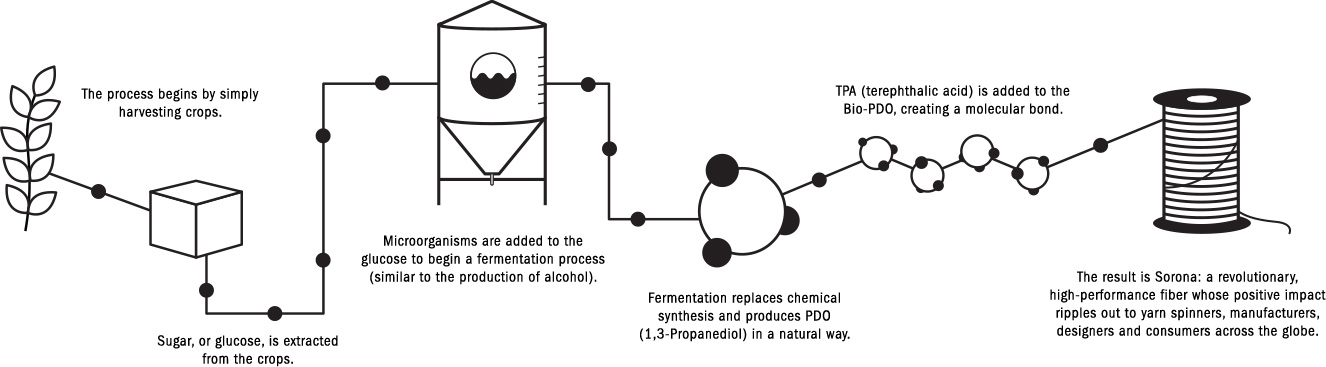 The process begins by simply
harvesting crops.
Sugar, or glucose, is extracted
from the crops.
Microorganisms are added to the
glucose to begin a fermentation process
(similar to the production of alcohol).
Fermentation replaces chemical
synthesis and produces PDO
(1,3-Propanediol) in a natural way.
TPA (terephthalic acid) is added to the
Bio-PDO, creating a molecular bond.
The result is Sorona: a revolutionary,
high-performance fiber whose positive impact
ripples out to yarn spinners, manufacturers,
designers and consumers across the globe.